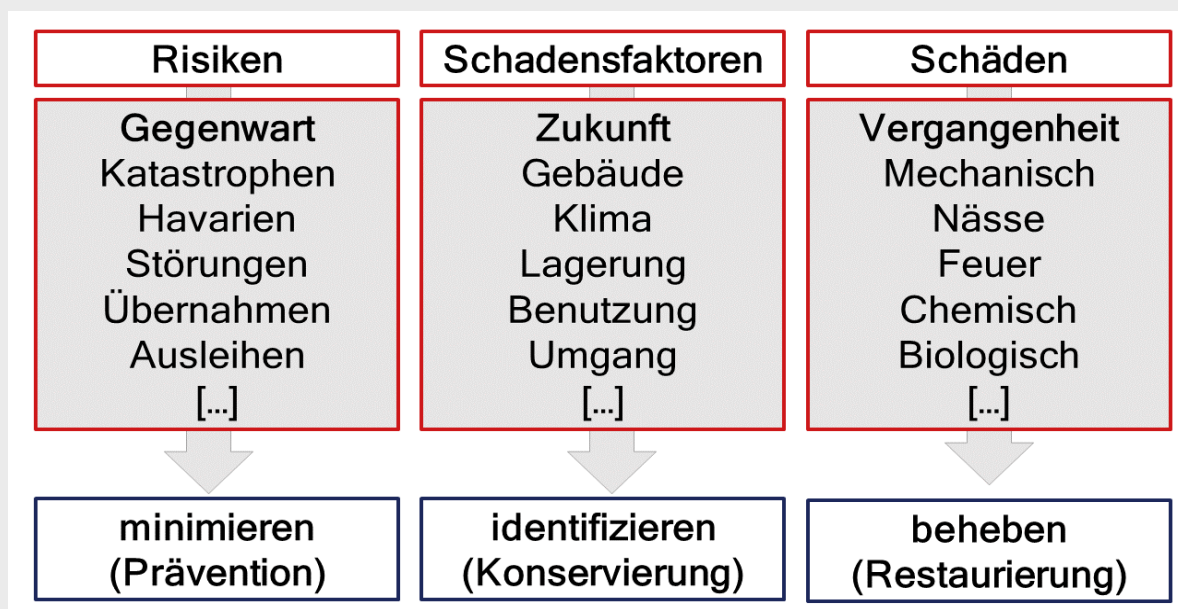 Risiken
Gegenwart
Katastrophen
Havarien
Störungen
Übernahmen
Ausleihen
[...]
minimieren
(Prävention)
Schadensfaktoren
Zukunft
Gebäude
Klima
Lagerung
Benutzung
Umgang
[...]
identifizieren
(Konservierung)
Schäden
Vergangenheit
Mechanisch
Nässe
Feuer
Chemisch
Biologisch
[...]
beheben
(Restaurierung)